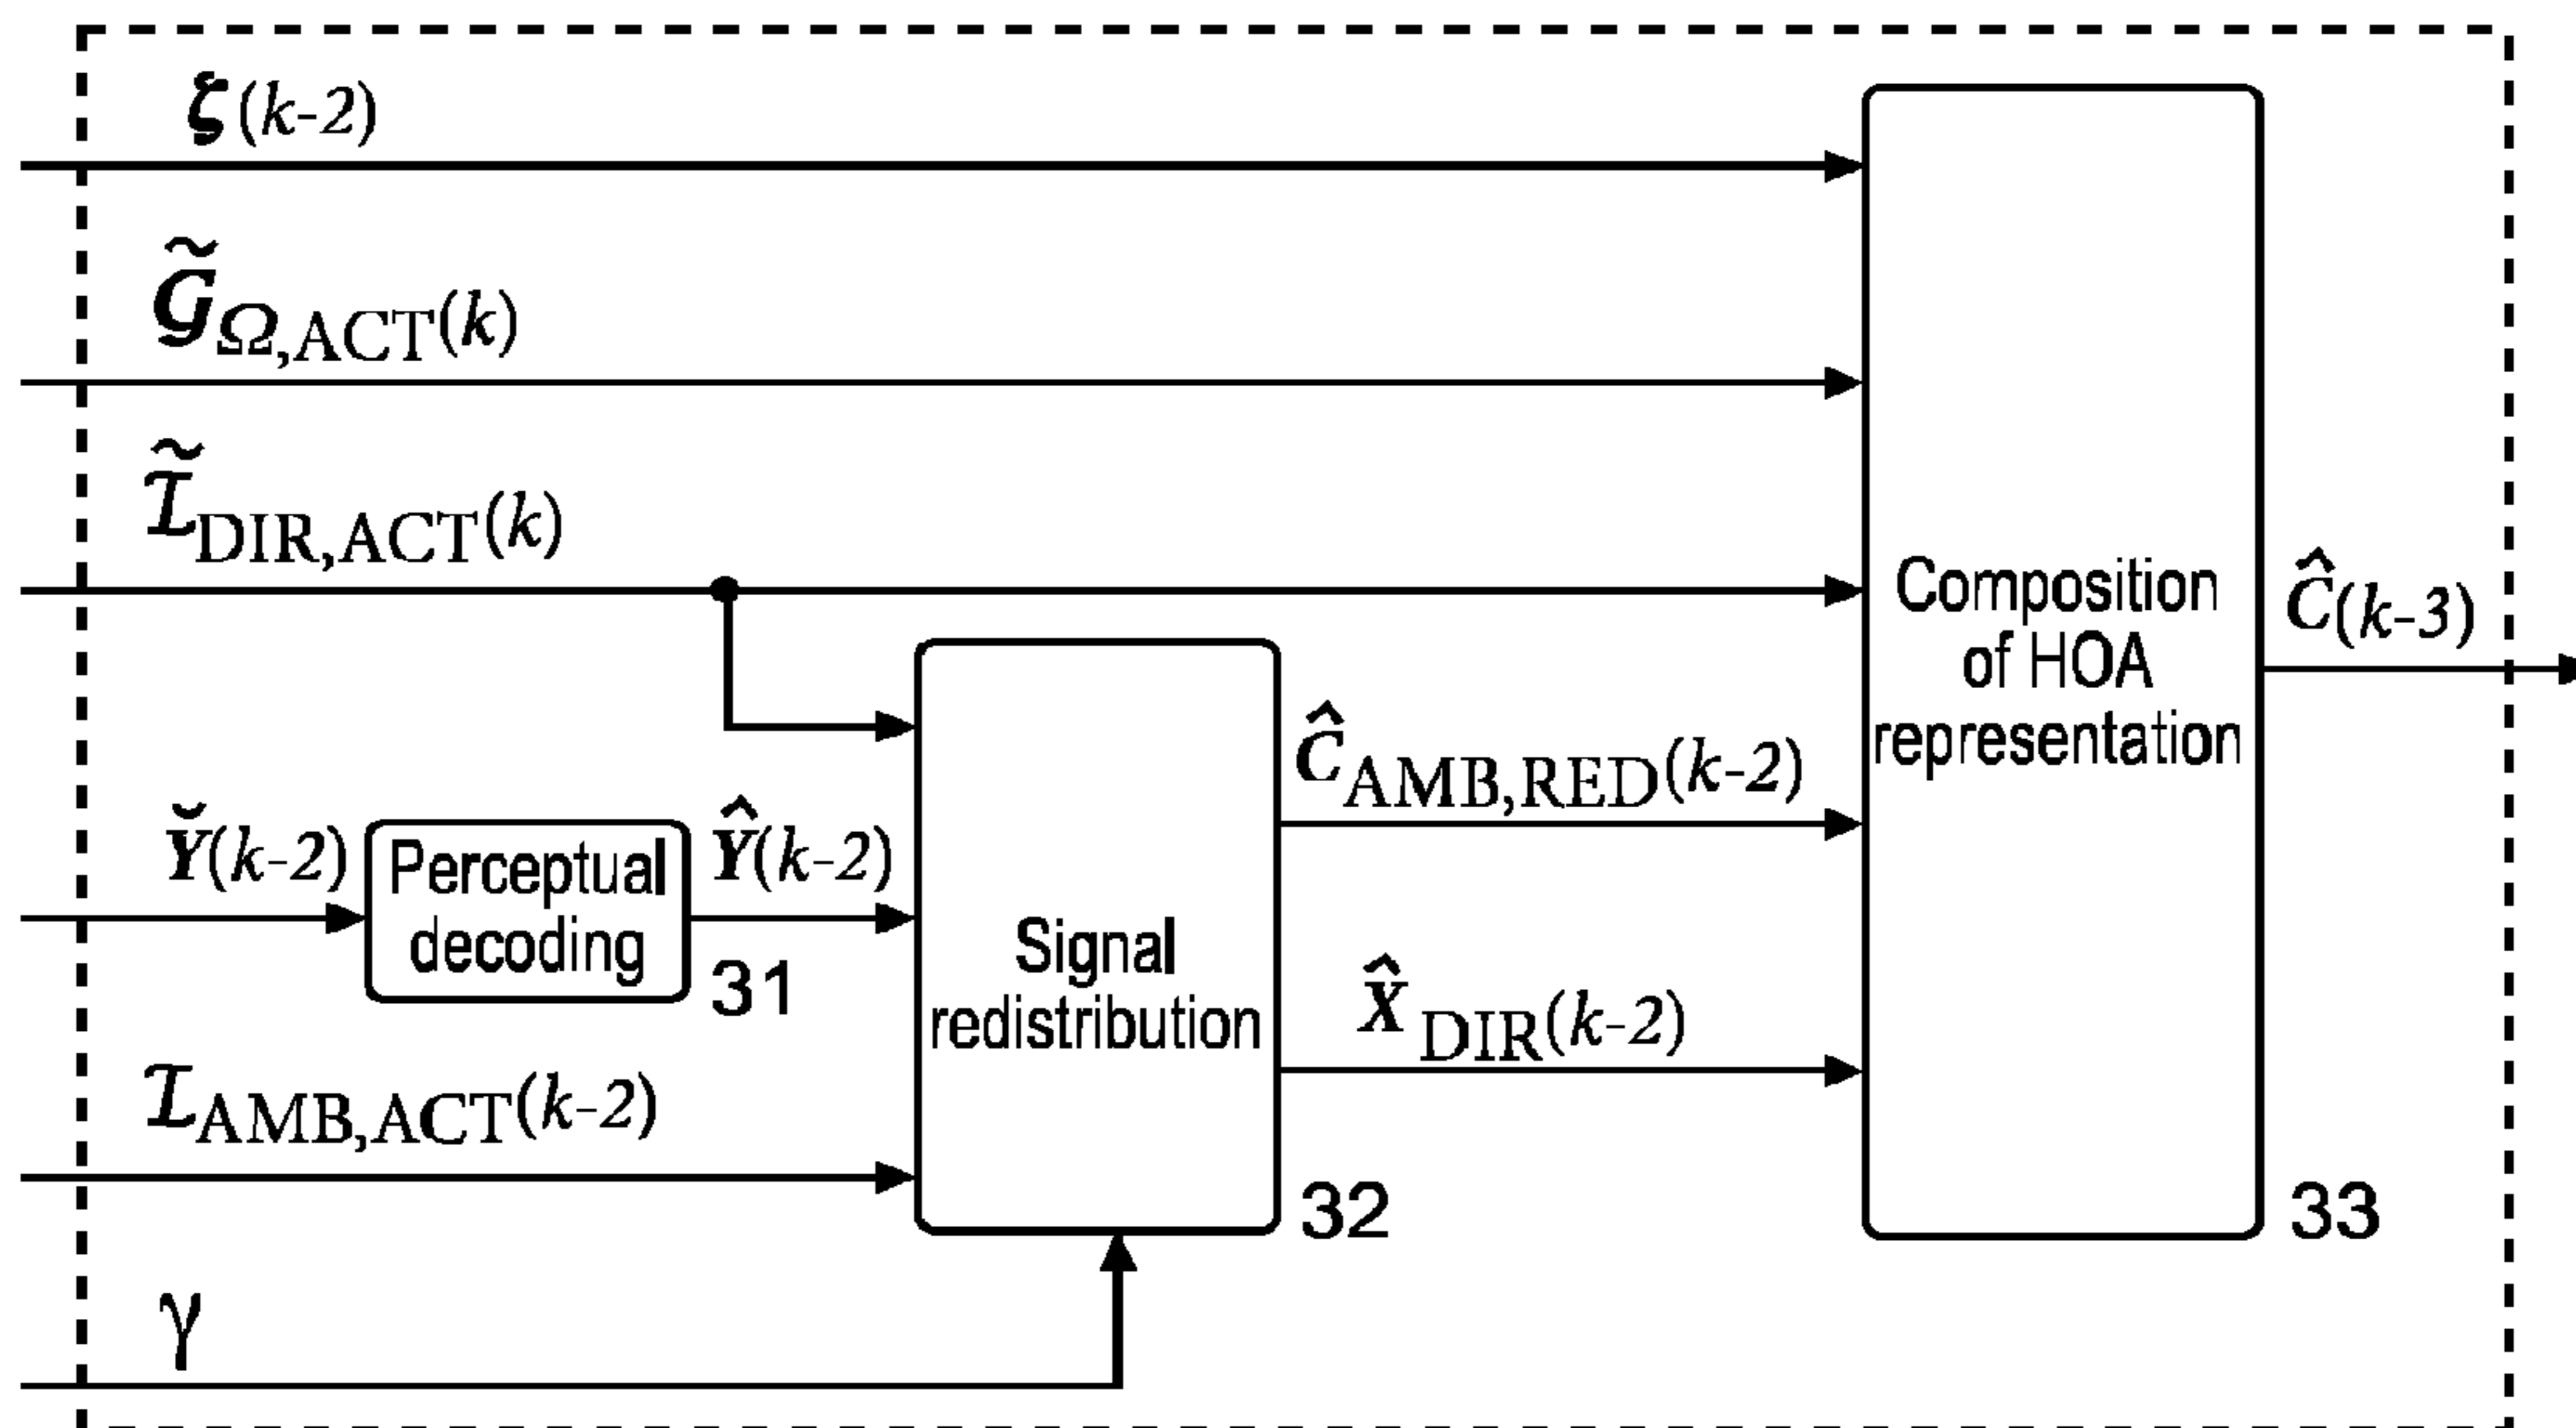 ζ(k-2)
G̃Ω,ACT(k)
Ĩ DIR,ACT(k)
Composition
of HOA
representation
Ĉ(k-3)
ĈAMB,RED(k-2)
Y̆(k-2)
Perceptual
decoding
Ŷ(k-2)
31
Signal
redistribution
X̂DIR(k-2)
I AMB,ACT(k-2)
32
33
γ